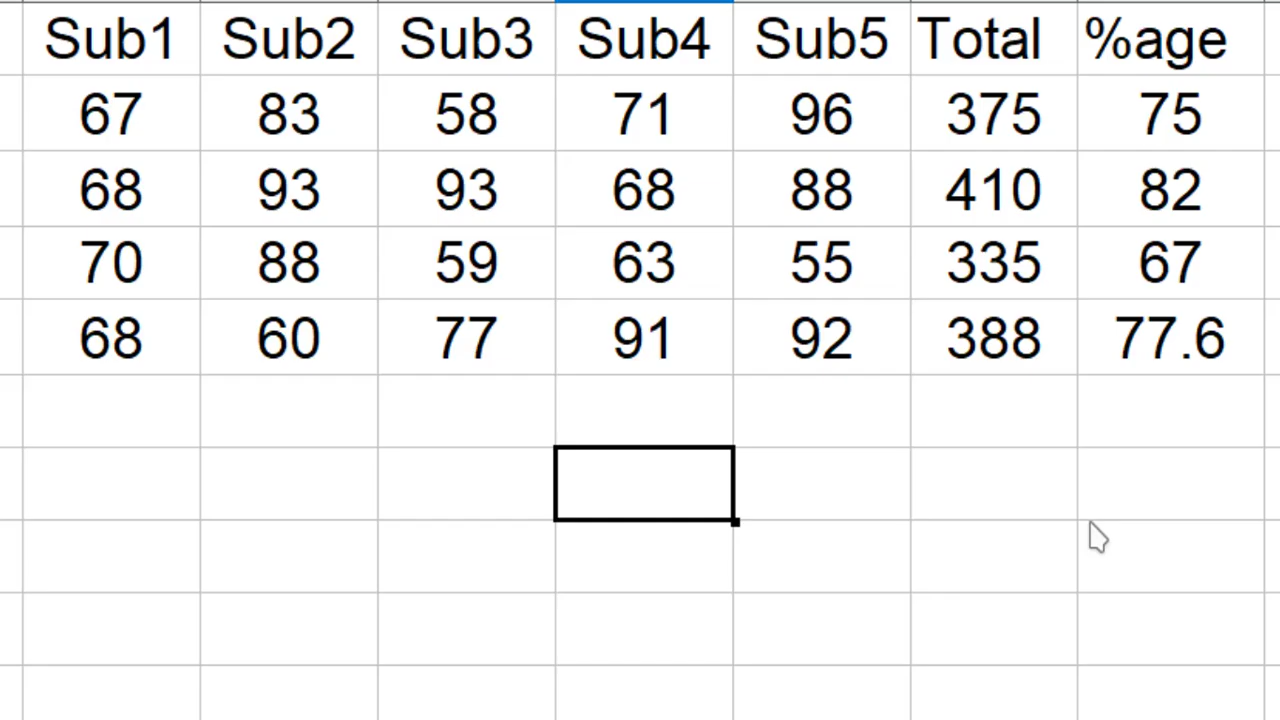 Sub1 Sub2 Sub3 Sub4 Sub5 Total %age
67 83 58 71 96 375 75
68 93 93 68 88 410 82
70 88 59 63 55 335 67
68 60 77 91 92 388 77.6